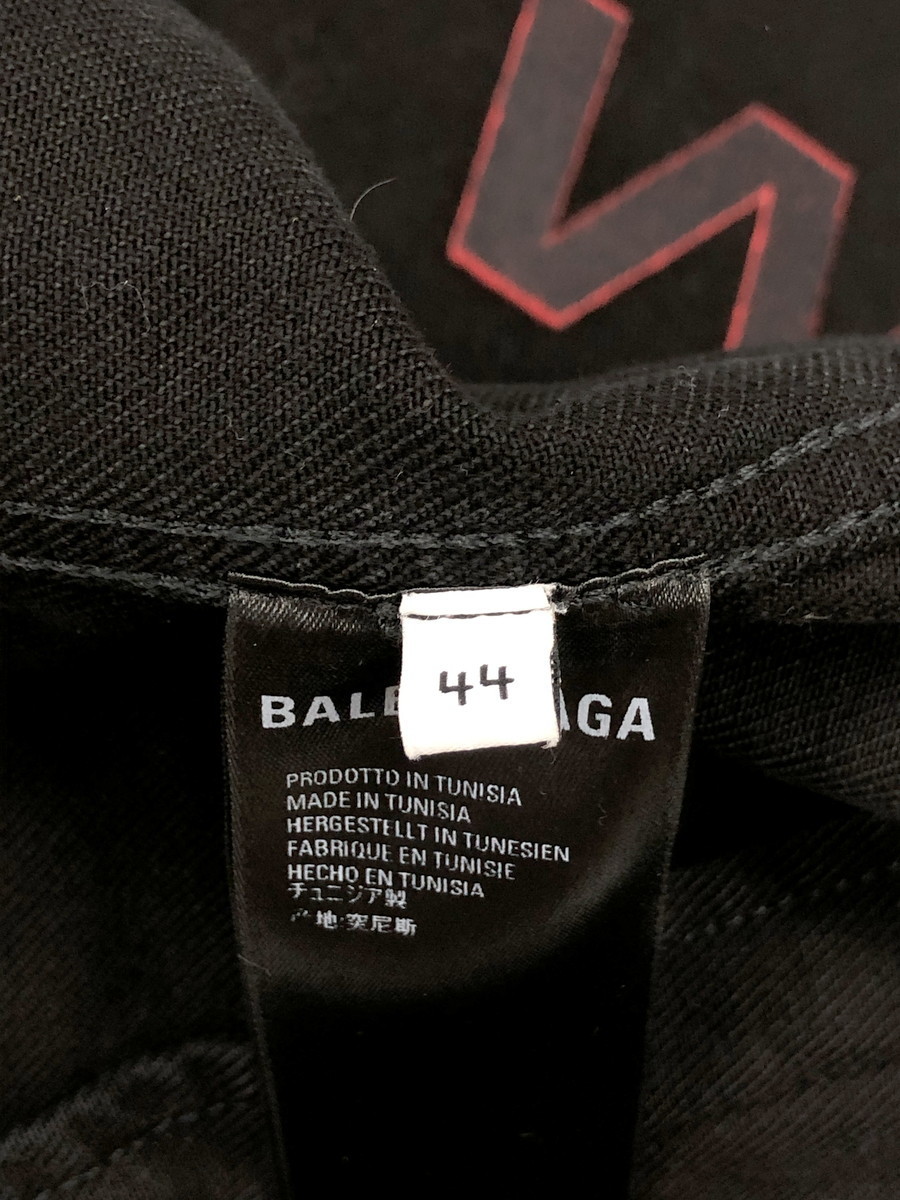 44
BALE AGA
PRODOTTO IN TUNISIA
MADE IN TUNISIA
HERGESTELLT IN TUNESIEN
FABRIQUE EN TUNISIE
HECHO EN TUNISIA
チュニジア製
产地:突尼斯